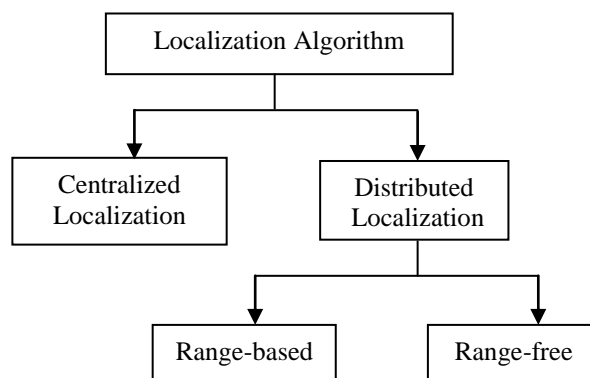 Localization Algorithm
Centralized
Localization
Distributed
Localization
Range-based
Range-free